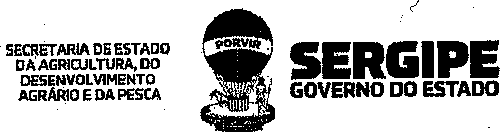 SECRETARIA DE ESTADO
DA AGRICULTURA, DO
DESENVOLVIMENTO
AGRÁRIO E DA PESCA
PORVIR
SERGIPE
GOVERNO DO ESTADO